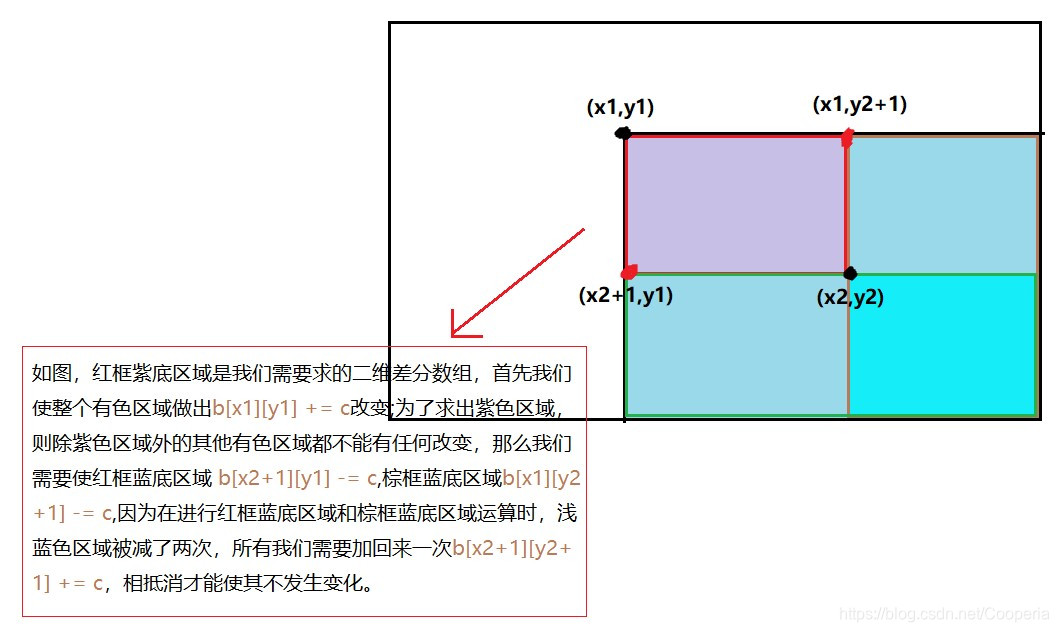 (x1,y1)
(x1,y2+1)
(x2+1,y1)
(x2,y2)
如图，红框紫底区域是我们需要求的二维差分数组，首先我们
使整个有色区域做出b[x1][y1] += c改变;为了求出紫色区域，
则除紫色区域外的其他有色区域都不能有任何改变，那么我们
需要使红框蓝底区域 b[x2+1][y1] -= c,棕框蓝底区域b[x1][y2
+1] -= c,因为在进行红框蓝底区域和棕框蓝底区域运算时，浅
蓝色区域被减了两次，所有我们需要加回来一次b[x2+1][y2+
1] += c，相抵消才能使其不发生变化。
https://blog.csdn.net/Cooperia